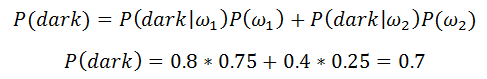 P(dark) = P(dark|ω₁)P(ω₁) + P(dark|ω₂)P(ω₂)
P(dark) = 0.8 * 0.75 + 0.4 * 0.25 = 0.7